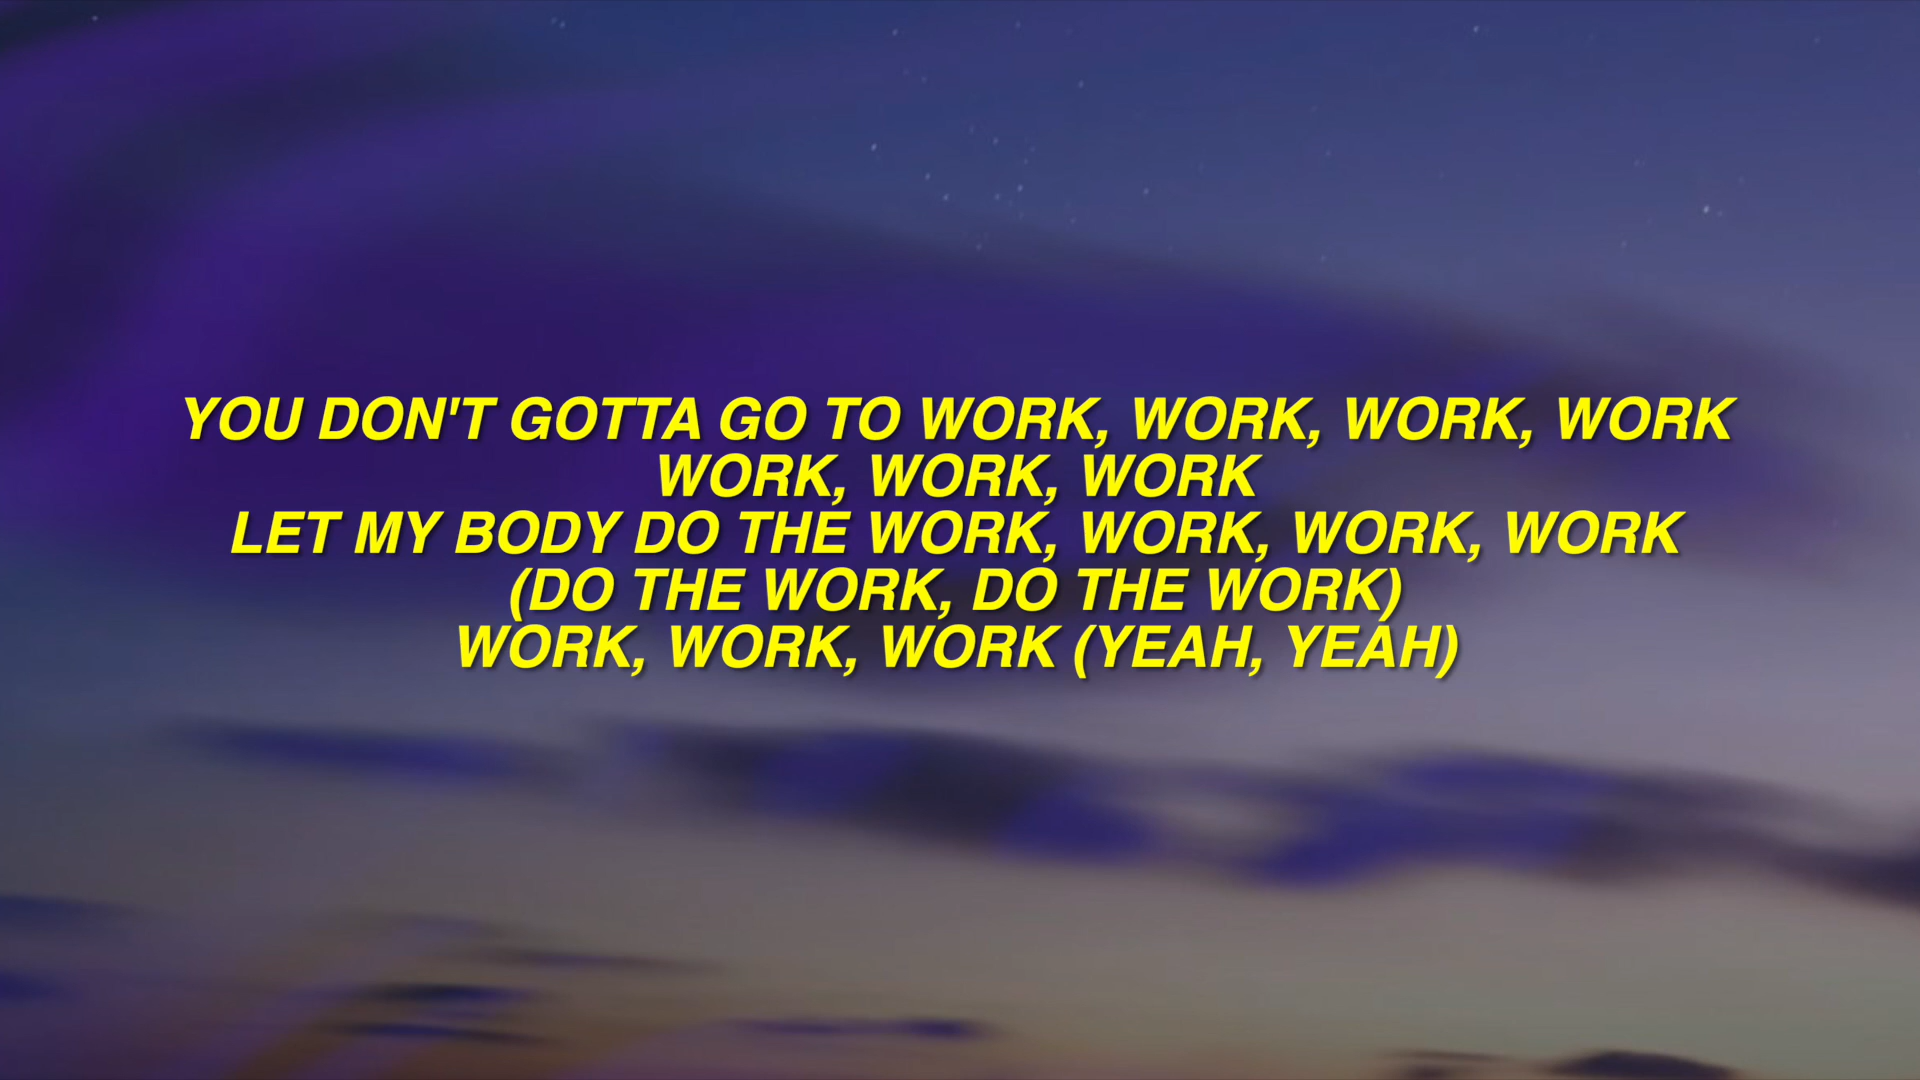 YOU DON'T GOTTA GO TO WORK, WORK, WORK, WORK
WORK, WORK, WORK
LET MY BODY DO THE WORK, WORK, WORK, WORK
(DO THE WORK, DO THE WORK)
WORK, WORK, WORK (YEAH, YEAH)